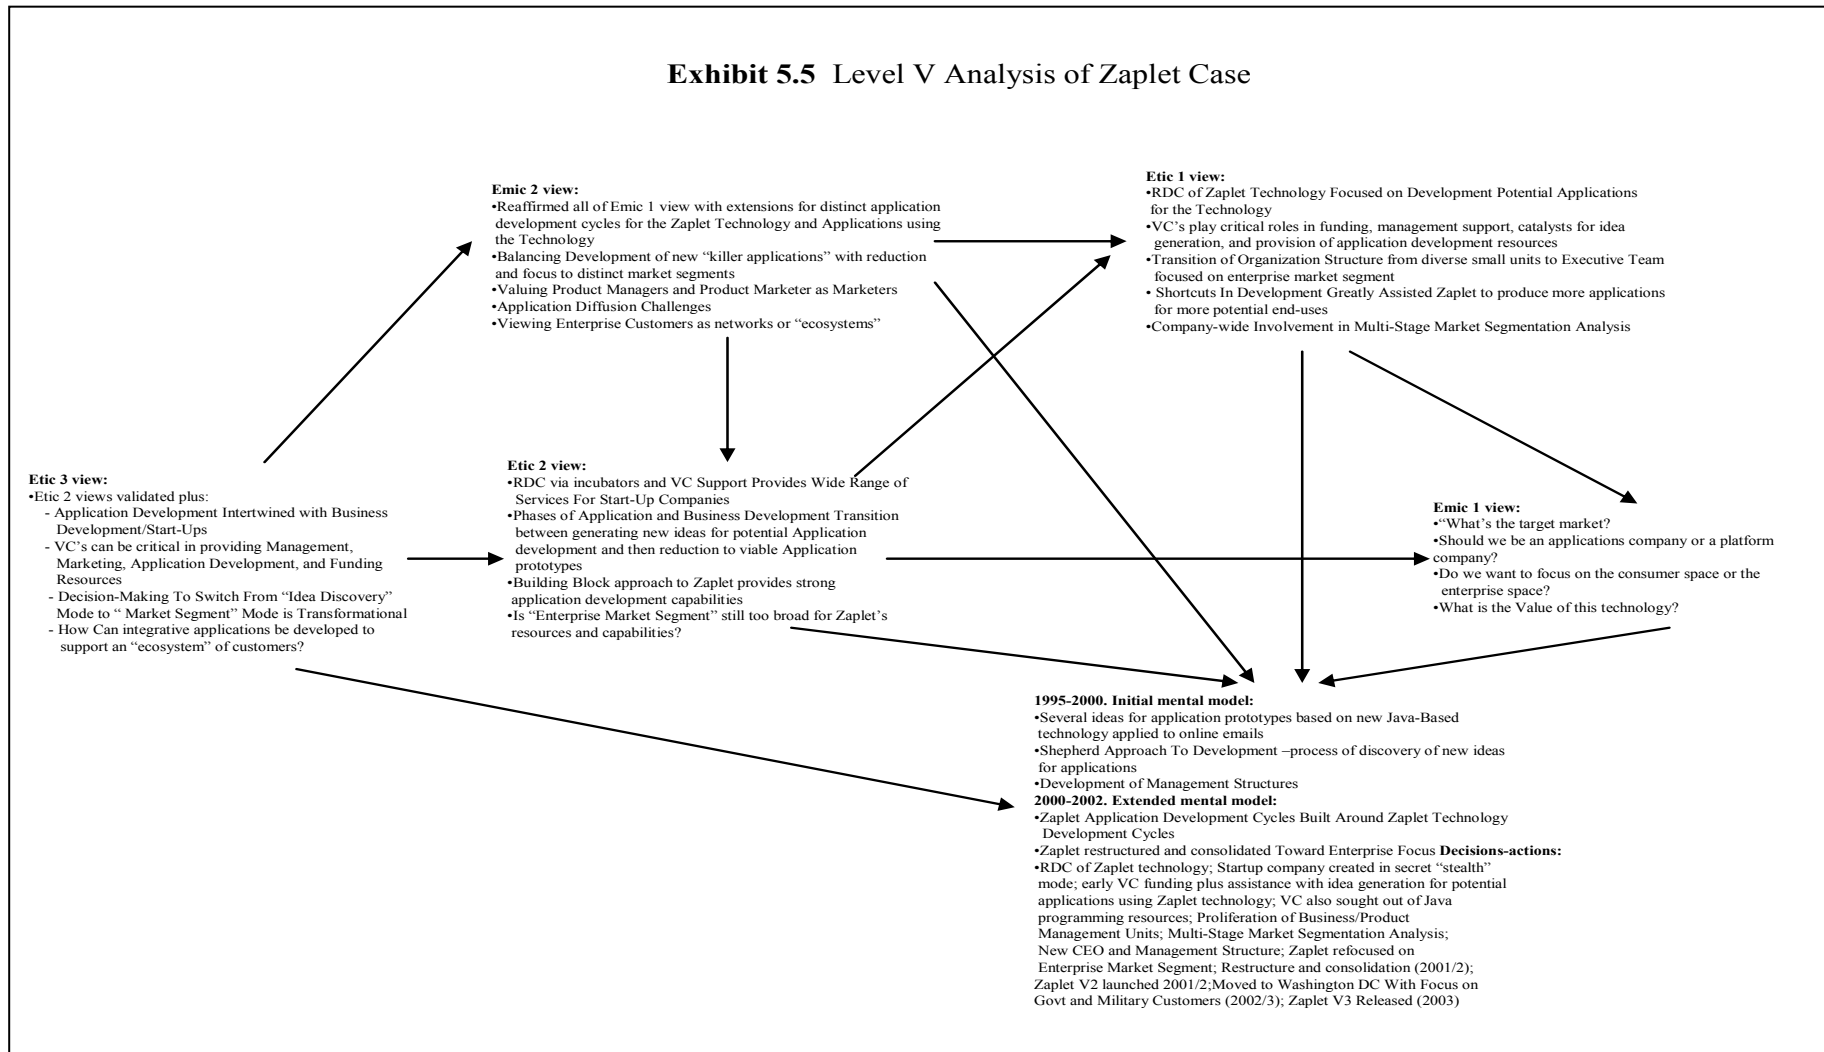 Exhibit 5.5 Level V Analysis of Zaplet Case
Emic 2 view:
•Reaffirmed all of Emic 1 view with extensions for distinct application
development cycles for the Zaplet Technology and Applications using
the Technology
•Balancing Development of new “killer applications” with reduction
and focus to distinct market segments
•Valuing Product Managers and Product Marketer as Marketers
•Application Diffusion Challenges
•Viewing Enterprise Customers as networks or “ecosystems”
Etic 1 view:
•RDC of Zaplet Technology Focused on Development Potential Applications
for the Technology
•VC’s play critical roles in funding, management support, catalysts for idea
generation, and provision of application development resources
•Transition of Organization Structure from diverse small units to Executive Team
focused on enterprise market segment
• Shortcuts In Development Greatly Assisted Zaplet to produce more applications
for more potential end-uses
•Company-wide Involvement in Multi-Stage Market Segmentation Analysis
Etic 3 view:
•Etic 2 views validated plus:
- Application Development Intertwined with Business
Development/Start-Ups
- VC’s can be critical in providing Management,
Marketing, Application Development, and Funding
Resources
- Decision-Making To Switch From “Idea Discovery”
Mode to “ Market Segment” Mode is Transformational
- How Can integrative applications be developed to
support an “ecosystem” of customers?
Etic 2 view:
•RDC via incubators and VC Support Provides Wide Range of
Services For Start-Up Companies
•Phases of Application and Business Development Transition
between generating new ideas for potential Application
development and then reduction to viable Application
prototypes
•Building Block approach to Zaplet provides strong
application development capabilities
•Is “Enterprise Market Segment” still too broad for Zaplet’s
resources and capabilities?
Emic 1 view:
•“What’s the target market?
•Should we be an applications company or a platform
company?
•Do we want to focus on the consumer space or the
enterprise space?
•What is the Value of this technology?
1995-2000. Initial mental model:
•Several ideas for application prototypes based on new Java-Based
technology applied to online emails
•Shepherd Approach To Development –process of discovery of new ideas
for applications
•Development of Management Structures
2000-2002. Extended mental model:
•Zaplet Application Development Cycles Built Around Zaplet Technology
Development Cycles
•Zaplet restructured and consolidated Toward Enterprise Focus Decisions-actions:
•RDC of Zaplet technology; Startup company created in secret “stealth”
mode; early VC funding plus assistance with idea generation for potential
applications using Zaplet technology; VC also sought out of Java
programming resources; Proliferation of Business/Product
Management Units; Multi-Stage Market Segmentation Analysis;
New CEO and Management Structure; Zaplet refocused on
Enterprise Market Segment; Restructure and consolidation (2001/2);
Zaplet V2 launched 2001/2;Moved to Washington DC With Focus on
Govt and Military Customers (2002/3); Zaplet V3 Released (2003)